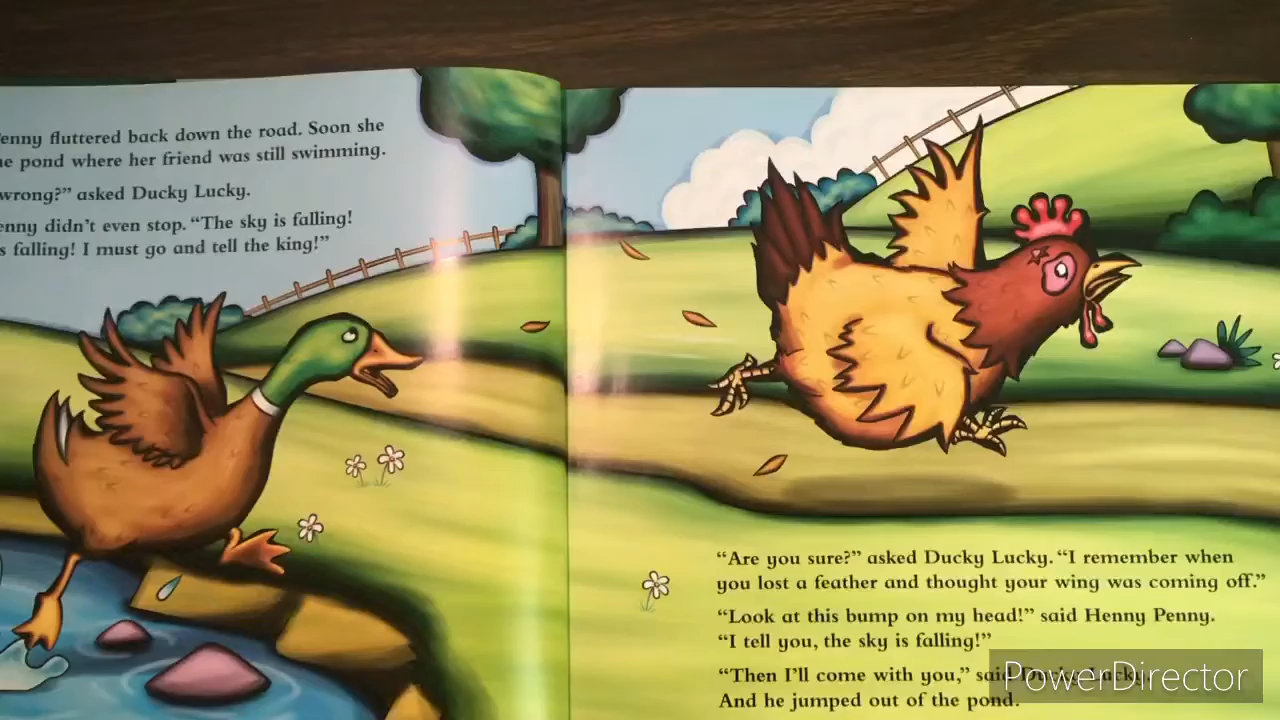 enny fluttered back down the road. Soon she
e pond where her friend was still swimming.
wrong?” asked Ducky Lucky.
enny didn’t even stop. “The sky is falling!
s falling! I must go and tell the king!”
“Are you sure?” asked Ducky Lucky. “I remember when
you lost a feather and thought your wing was coming off.”
“Look at this bump on my head!” said Henny Penny.
“I tell you, the sky is falling!”
“Then I’ll come with you,” said Ducky Lucky.
And he jumped out of the pond.
PowerDirector